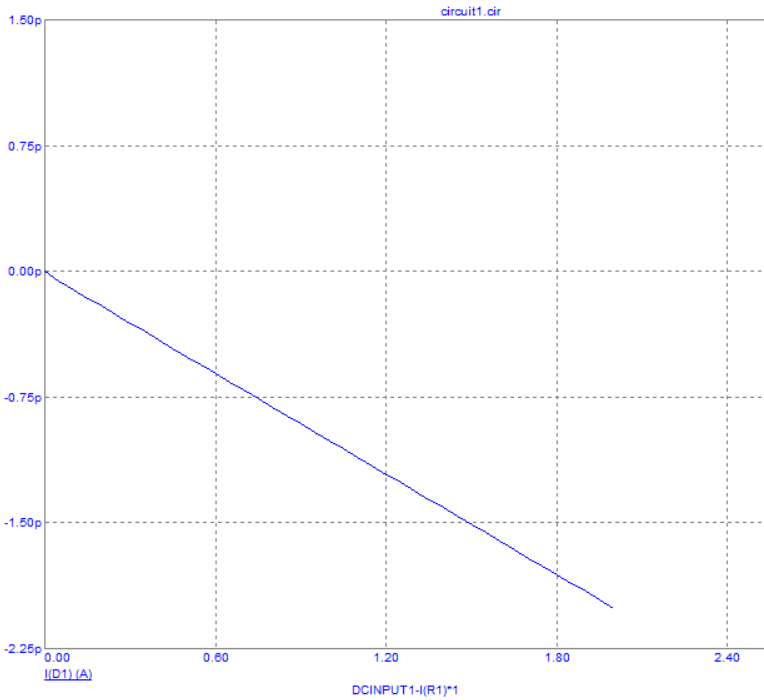 circuit1.cir
1.50p
0.75p
0.00p
-0.75p
-1.50p
-2.25p
0.00 0.60 1.20 1.80 2.40
I(D1) (A)
DCINPUT1-I(R1)*1